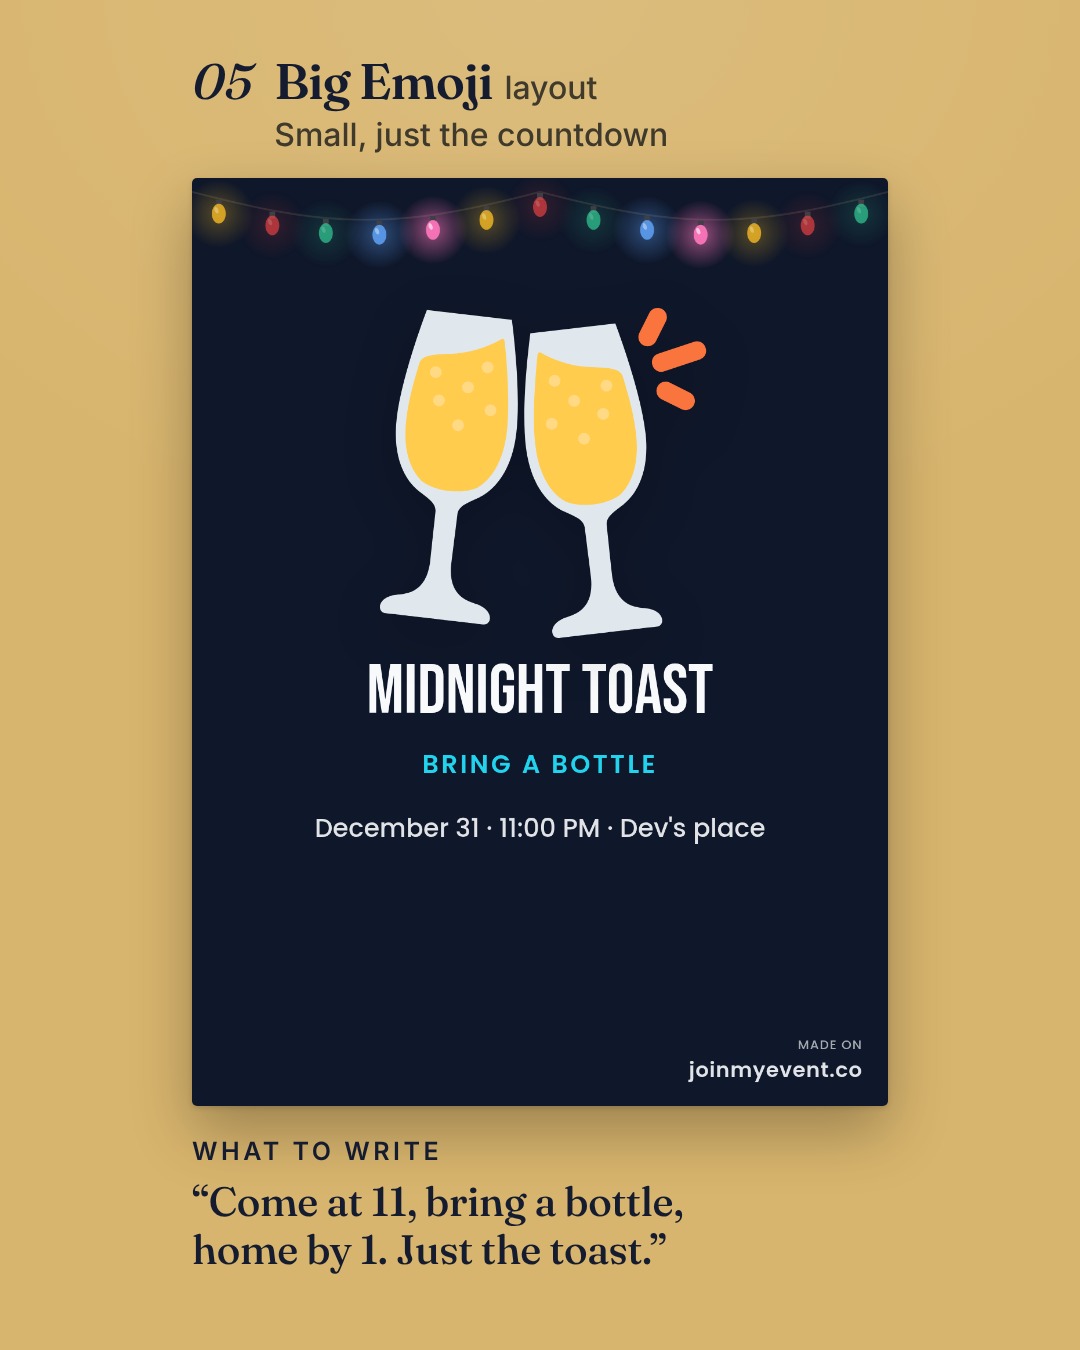 05 Big Emoji layout
Small, just the countdown
MIDNIGHT TOAST
BRING A BOTTLE
December 31 · 11:00 PM · Dev's place
MADE ON
joinmyevent.co
WHAT TO WRITE
“Come at 11, bring a bottle,
home by 1. Just the toast.”